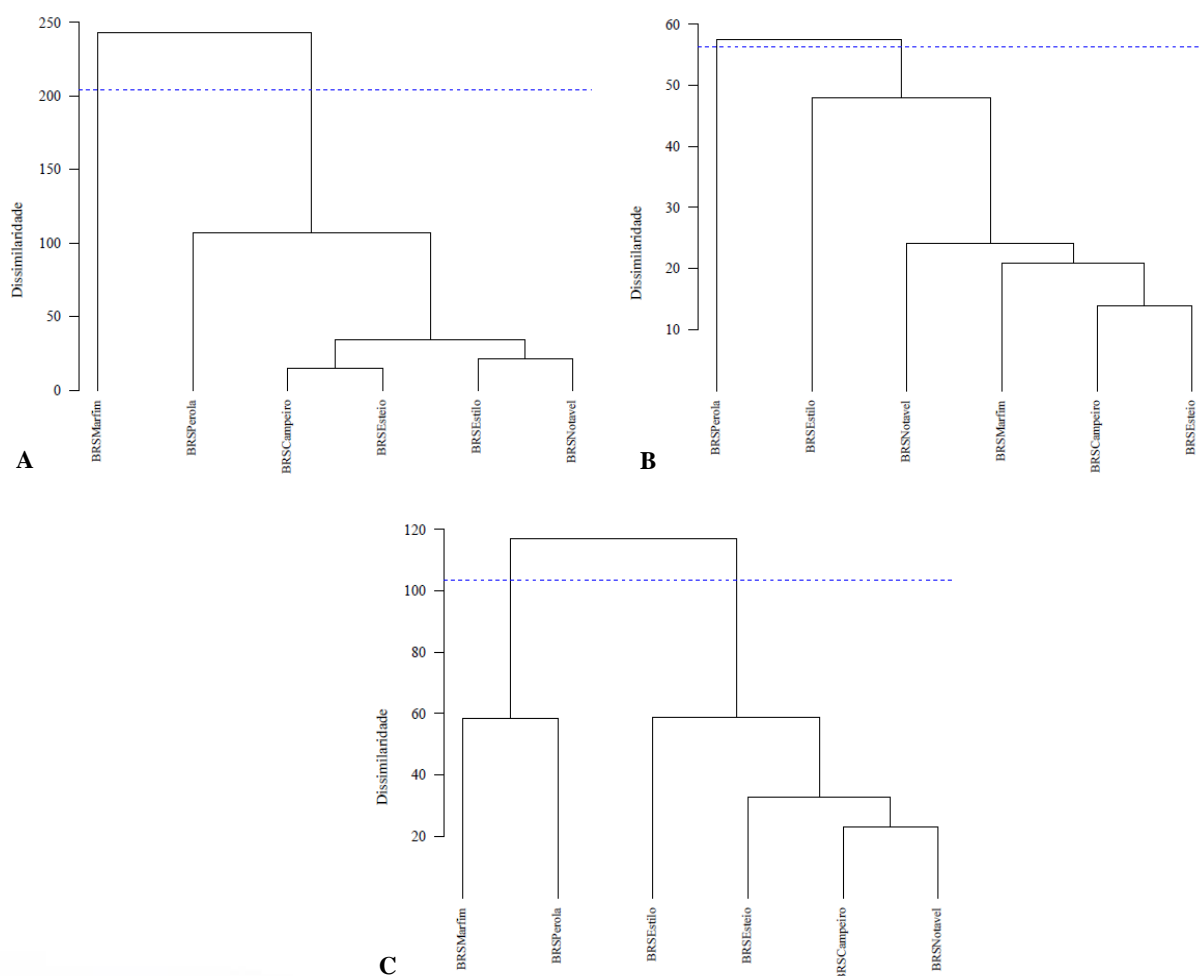 250
200
150
100
50
0
Dissimilaridade
BRSMarfim
BRSPerola
BRSCampeiro
BRSEsteio
BRSEstilo
BRSNotavel
A
60
50
40
30
20
10
Dissimilaridade
BRSPerola
BRSEstilo
BRSNotavel
BRSMarfim
BRSCampeiro
BRSEsteio
B
120
100
80
60
40
20
Dissimilaridade
BRSMarfim
BRSPerola
BRSEstilo
BRSEsteio
BRSCampeiro
BRSNotavel
C